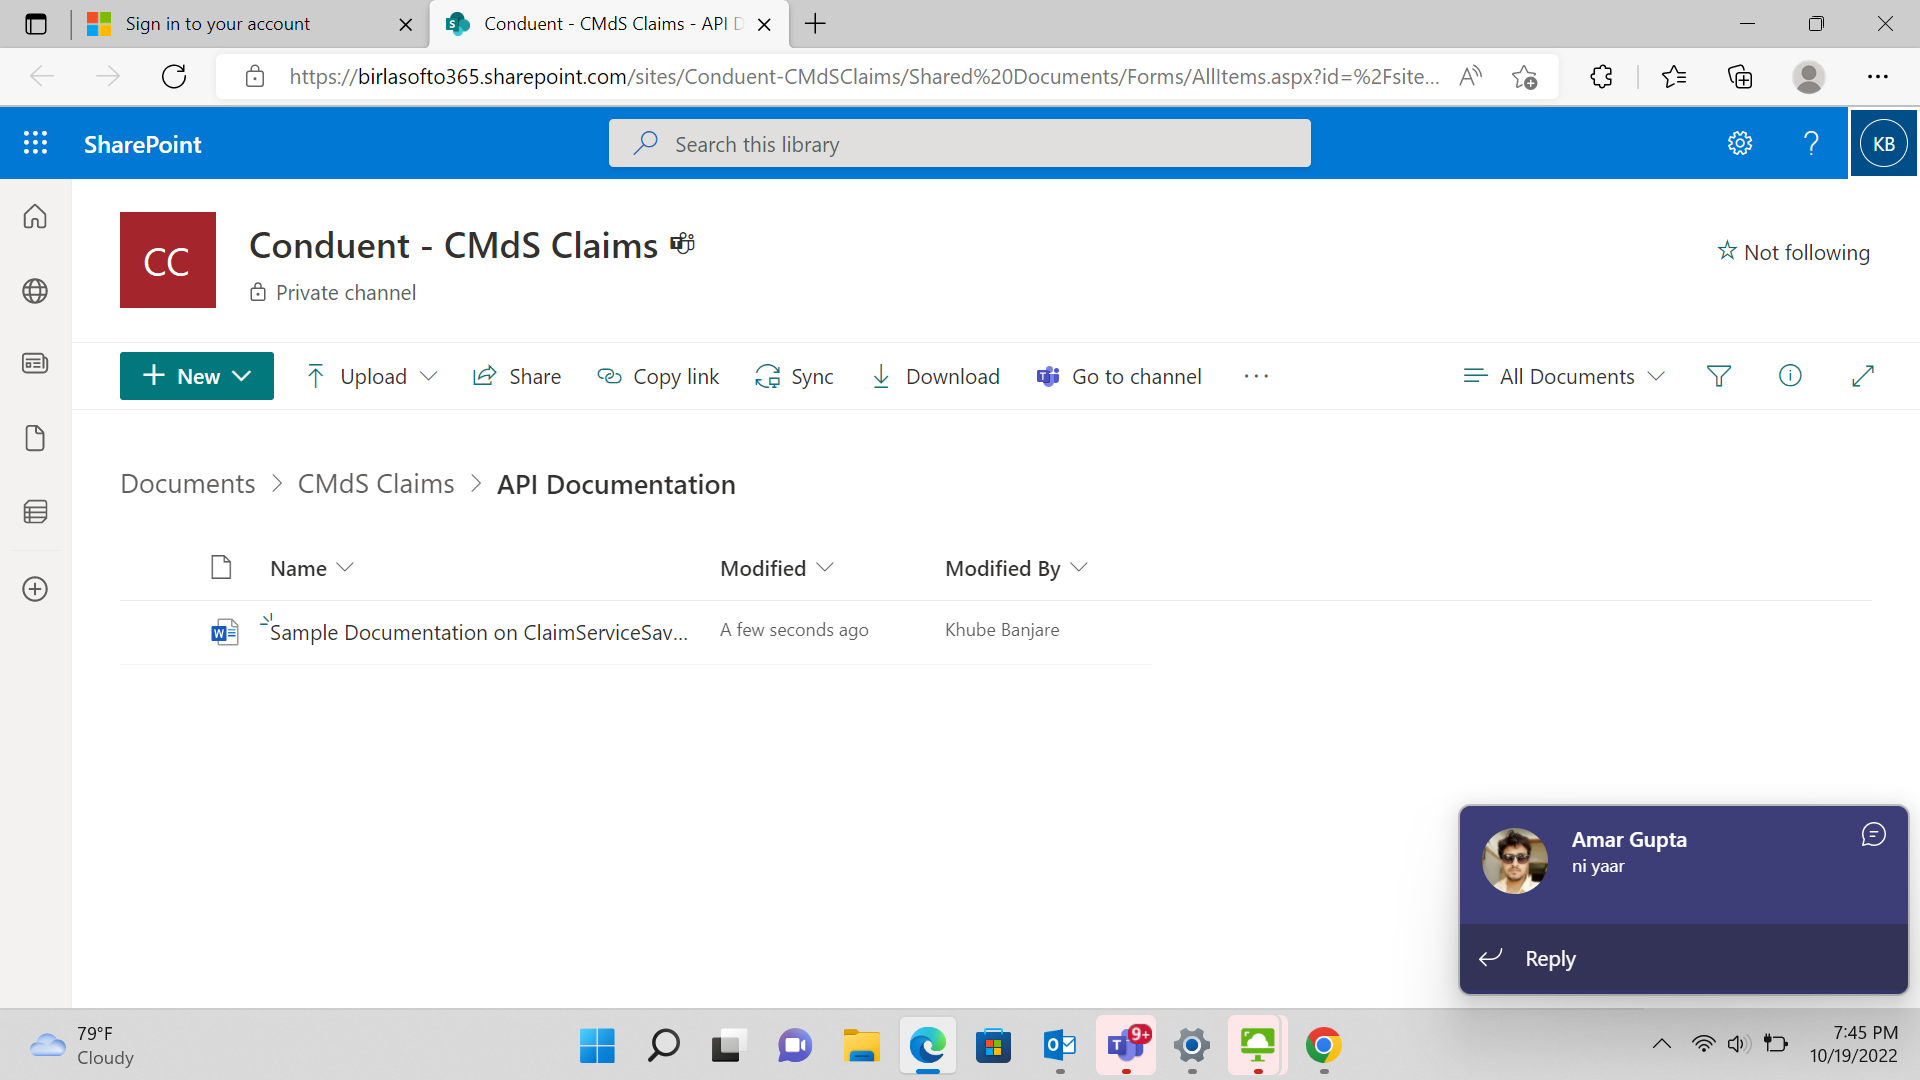 Sign in to your account
Conduent - CMdS Claims - API D
https://birlasofto365.sharepoint.com/sites/Conduent-CMdSClaims/Shared%20Documents/Forms/AllItems.aspx?id=%2Fsite...
SharePoint
Search this library
KB
CC
Conduent - CMdS Claims
Private channel
Not following
New
Upload
Share
Copy link
Sync
Download
Go to channel
All Documents
Documents > CMdS Claims > API Documentation
Name
Modified
Modified By
Sample Documentation on ClaimServiceSav...
A few seconds ago
Khube Banjare
Amar Gupta
ni yaar
Reply
79°F
Cloudy
9+
7:45 PM
10/19/2022